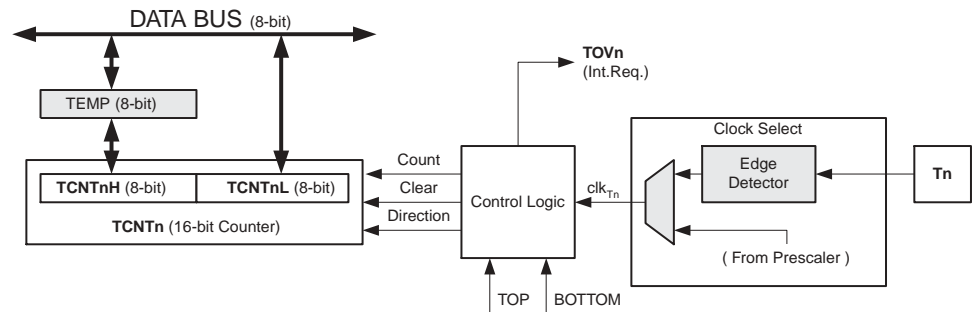 DATA BUS (8-bit)
TOVn
(Int.Req.)
TEMP (8-bit)
Clock Select
Count
Edge
Detector
Tn
TCNTnH (8-bit) TCNTnL (8-bit)
Clear
Control Logic
clkTn
TCNTn (16-bit Counter)
Direction
( From Prescaler )
TOP
BOTTOM